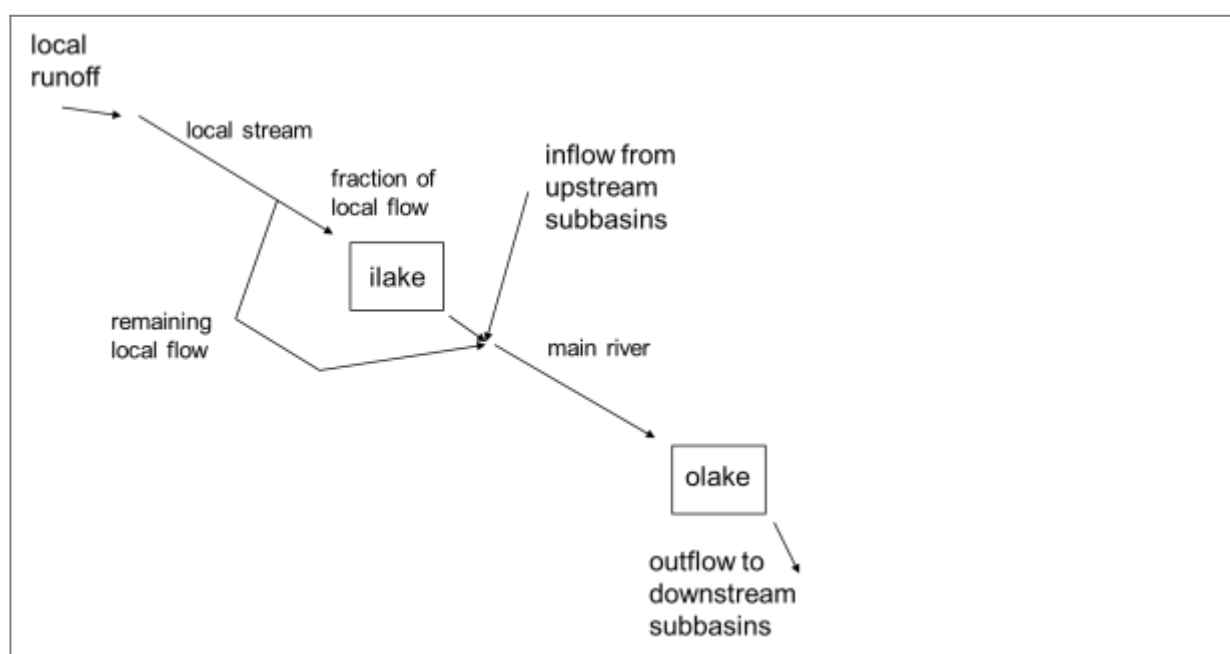 local
runoff
local stream
fraction of
local flow
inflow from
upstream
subbasins
ilake
remaining
local flow
main river
olake
outflow to
downstream
subbasins